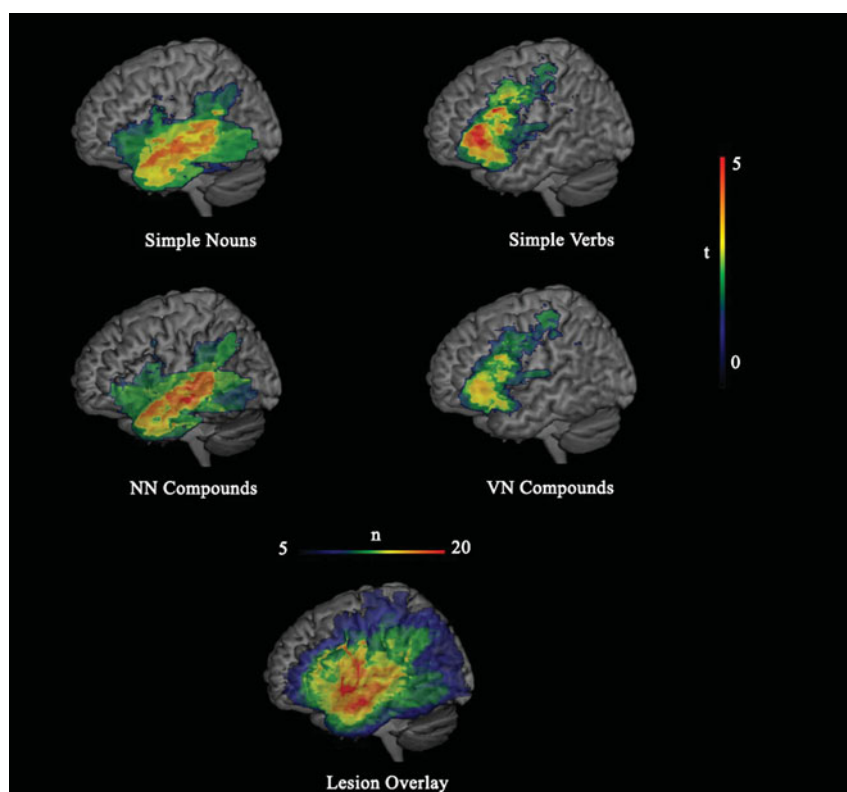 Simple Nouns
Simple Verbs
5
t
0
NN Compounds
VN Compounds
n
5
20
Lesion Overlay